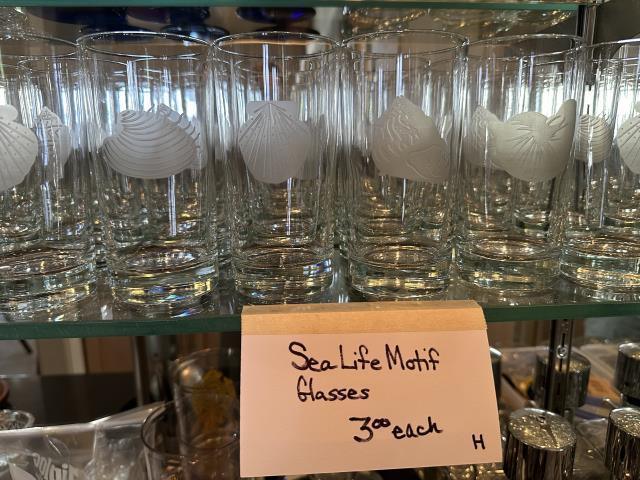 Sea Life Motif
Glasses
3.00 each
H